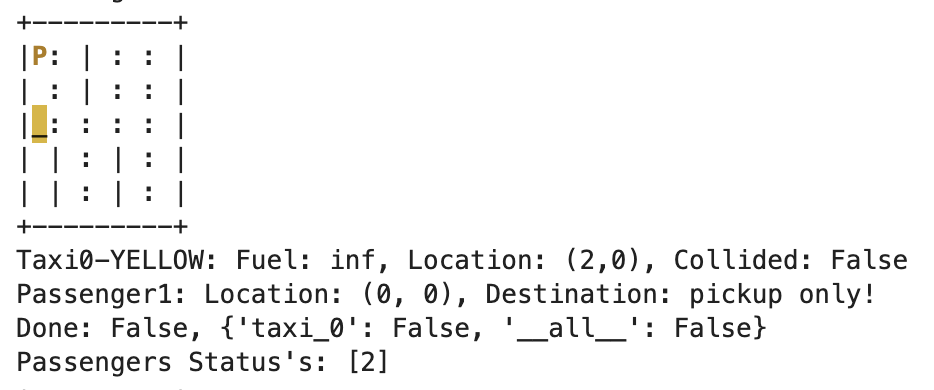 +---------+
|P: | : : |
| : | : : |
|_: : : : |
| | : | : |
| | : | : |
+---------+
Taxi0-YELLOW: Fuel: inf, Location: (2,0), Collided: False
Passenger1: Location: (0, 0), Destination: pickup only!
Done: False, {'taxi_0': False, '__all__': False}
Passengers Status's: [2]